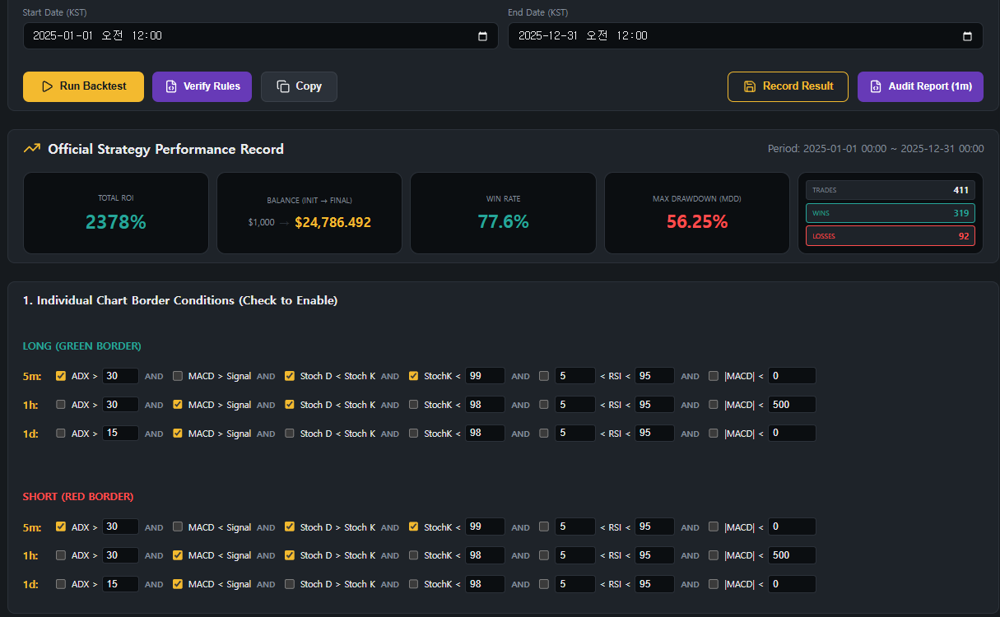 Start Date (KST) End Date (KST)
2025-01-01 오전 12:00 2025-12-31 오전 12:00
Run Backtest Verify Rules Copy Record Result Audit Report (1m)
Official Strategy Performance Record Period: 2025-01-01 00:00 ~ 2025-12-31 00:00
TOTAL ROI
2378%
BALANCE (INIT → FINAL)
$1,000 → $24,786.492
WIN RATE
77.6%
MAX DRAWDOWN (MDD)
56.25%
TRADES 411
WINS 319
LOSSES 92
1. Individual Chart Border Conditions (Check to Enable)
LONG (GREEN BORDER)
5m: ADX > 30 AND MACD > Signal AND Stoch D < Stoch K AND StochK < 99 AND 5 < RSI < 95 AND |MACD| < 0
1h: ADX > 30 AND MACD > Signal AND Stoch D < Stoch K AND StochK < 98 AND 5 < RSI < 95 AND |MACD| < 500
1d: ADX > 15 AND MACD > Signal AND Stoch D < Stoch K AND StochK < 98 AND 5 < RSI < 95 AND |MACD| < 0
SHORT (RED BORDER)
5m: ADX > 30 AND MACD < Signal AND Stoch D > Stoch K AND StochK < 99 AND 5 < RSI < 95 AND |MACD| < 0
1h: ADX > 30 AND MACD < Signal AND Stoch D > Stoch K AND StochK < 98 AND 5 < RSI < 95 AND |MACD| < 500
1d: ADX > 15 AND MACD < Signal AND Stoch D > Stoch K AND StochK < 98 AND 5 < RSI < 95 AND |MACD| < 0